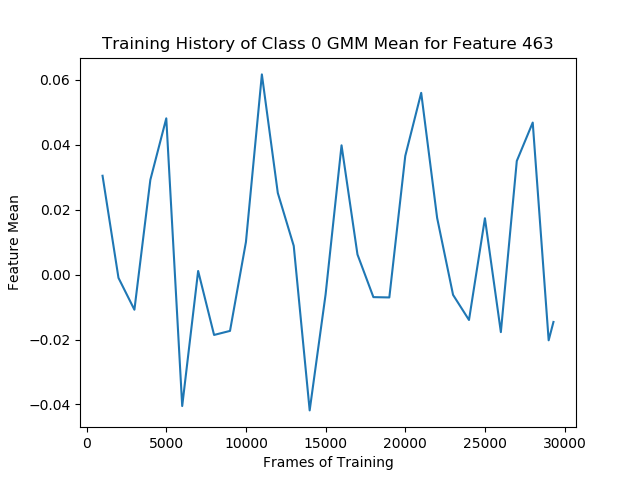 Training History of Class 0 GMM Mean for Feature 463
0.06
0.04
0.02
0.00
−0.02
−0.04
Feature Mean
0 5000 10000 15000 20000 25000 30000
Frames of Training